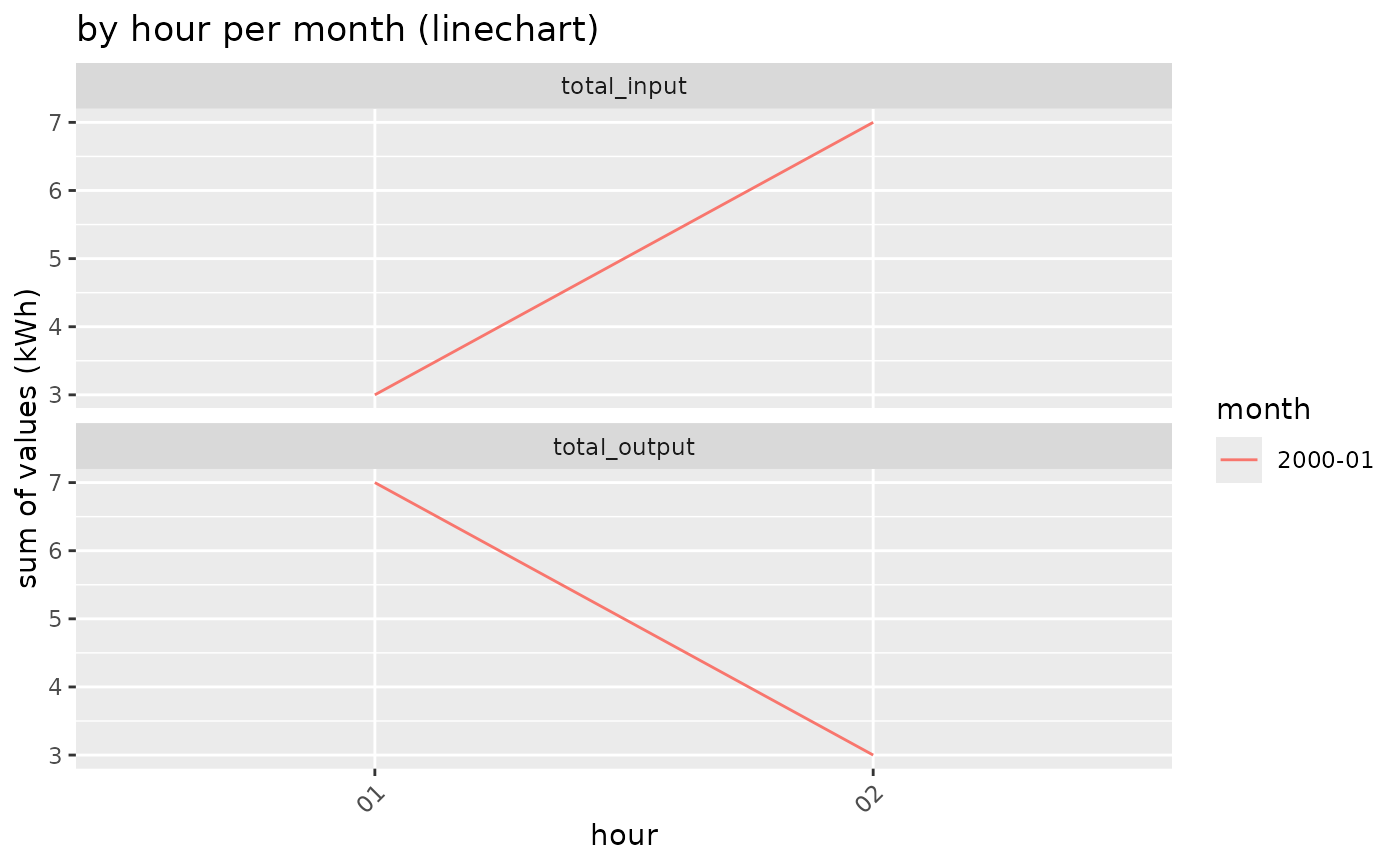 by hour per month (linechart)
total_input
7
6
5
4
3
total_output
7
6
5
4
3
01
02
hour
sum of values (kWh)
month
2000-01